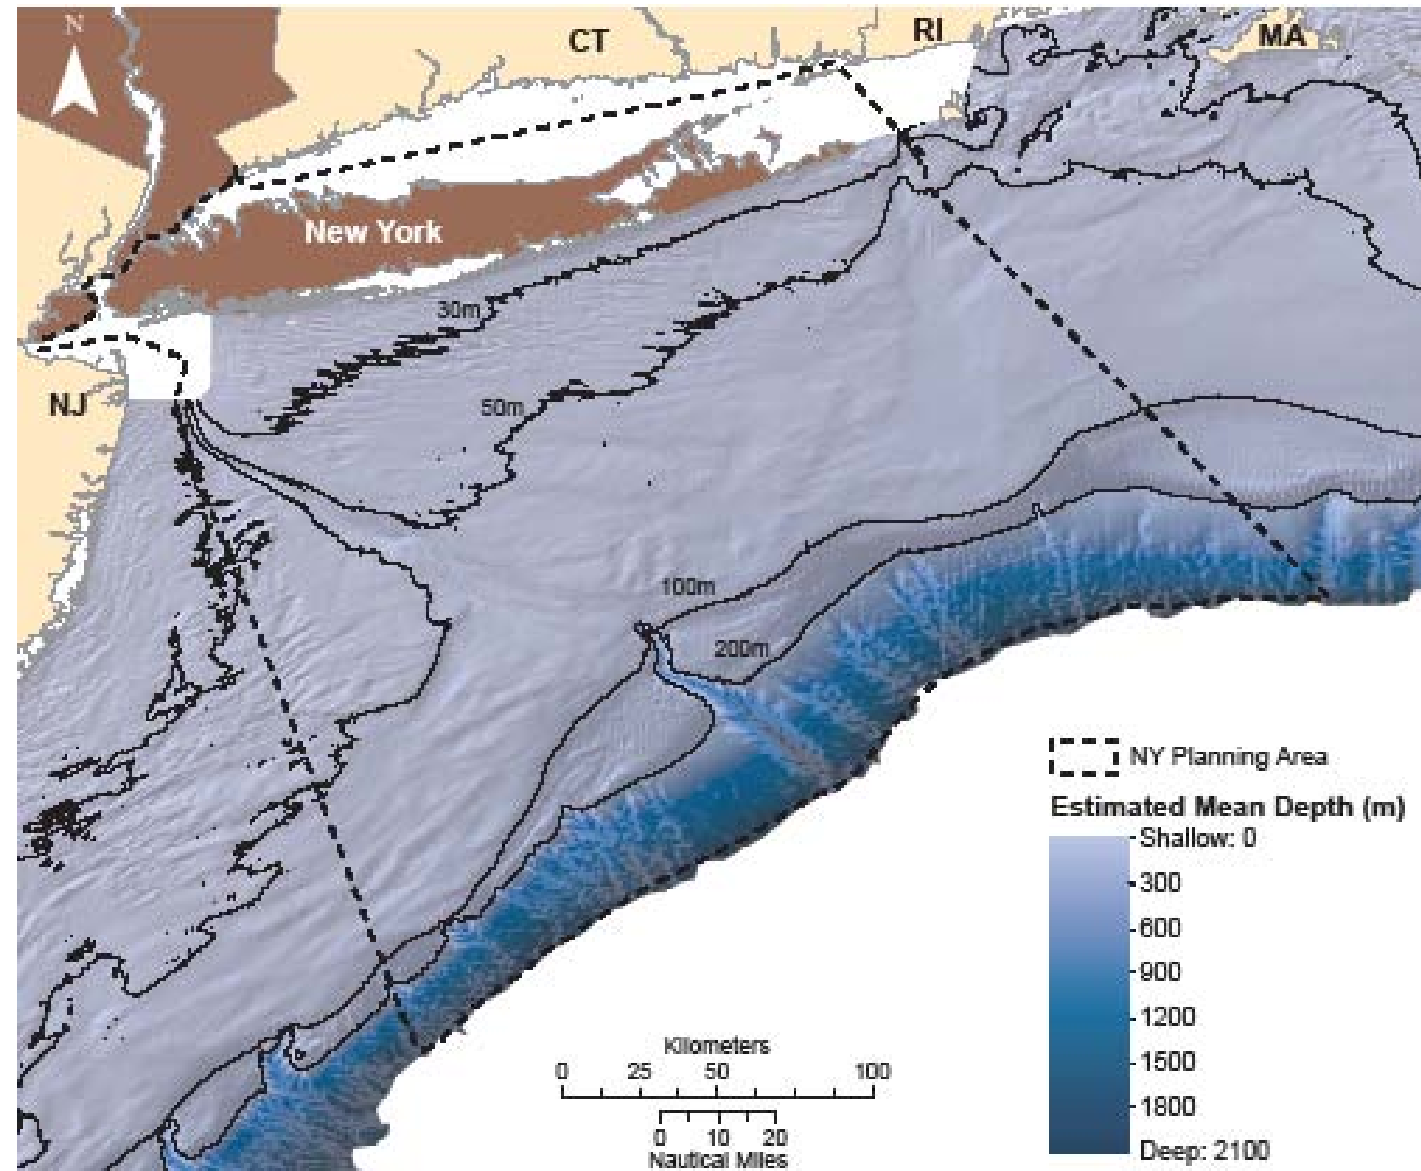 N
CT
RI
MA
New York
30m
NJ
50m
100m
200m
NY Planning Area
Estimated Mean Depth (m)
Shallow: 0
300
600
900
1200
1500
1800
Deep: 2100
Kilometers
0 25 50 100
0 10 20
Nautical Miles